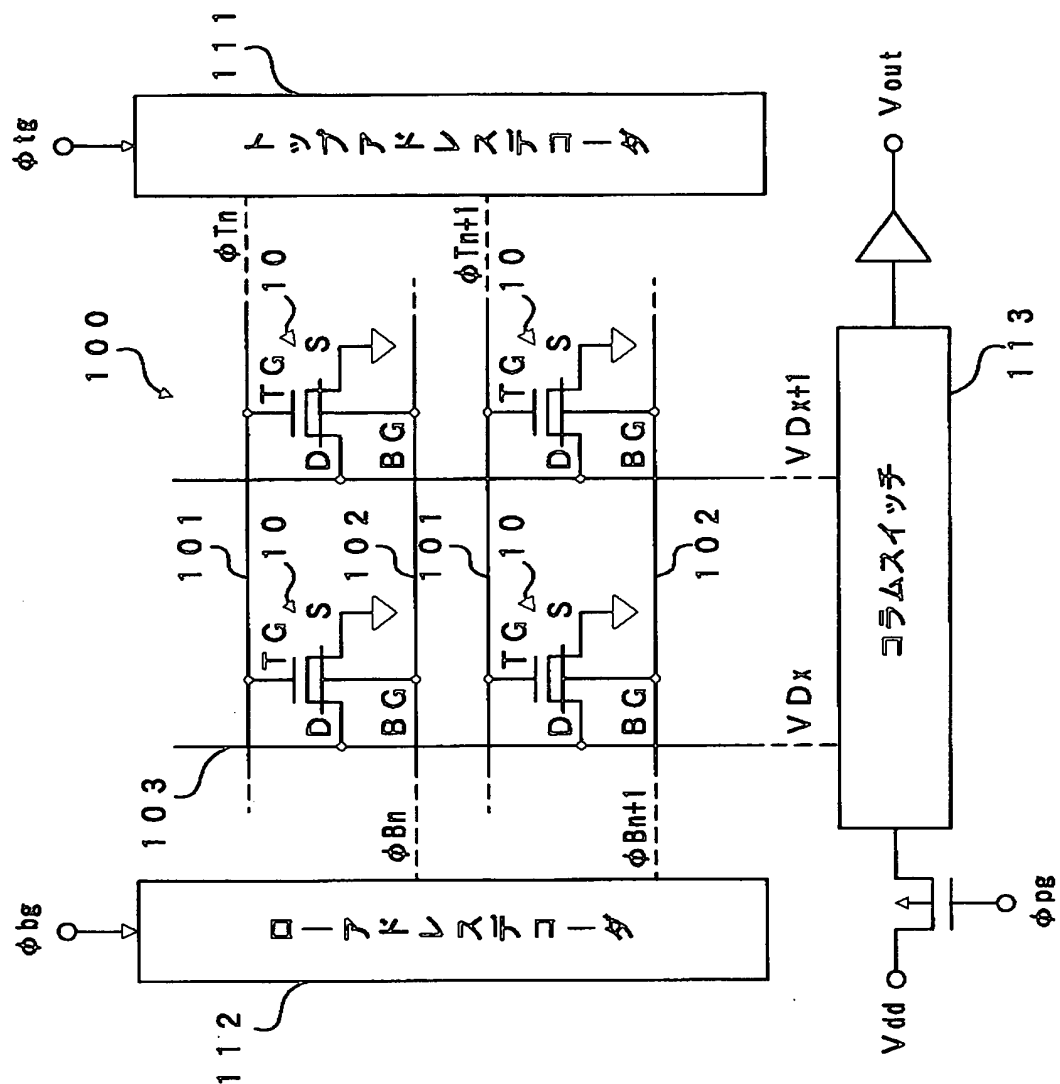 100
φtg
φbg
111
112
トップアドレスデコーダ
ローアドレスデコーダ
φTn
φTn+1
φBn
φBn+1
101
101
102
102
103
TG
10
D
S
BG
TG
10
D
S
BG
TG
10
D
S
BG
TG
10
D
S
BG
VDx
VDx+1
コラムスイッチ
113
Vdd
φpg
Vout